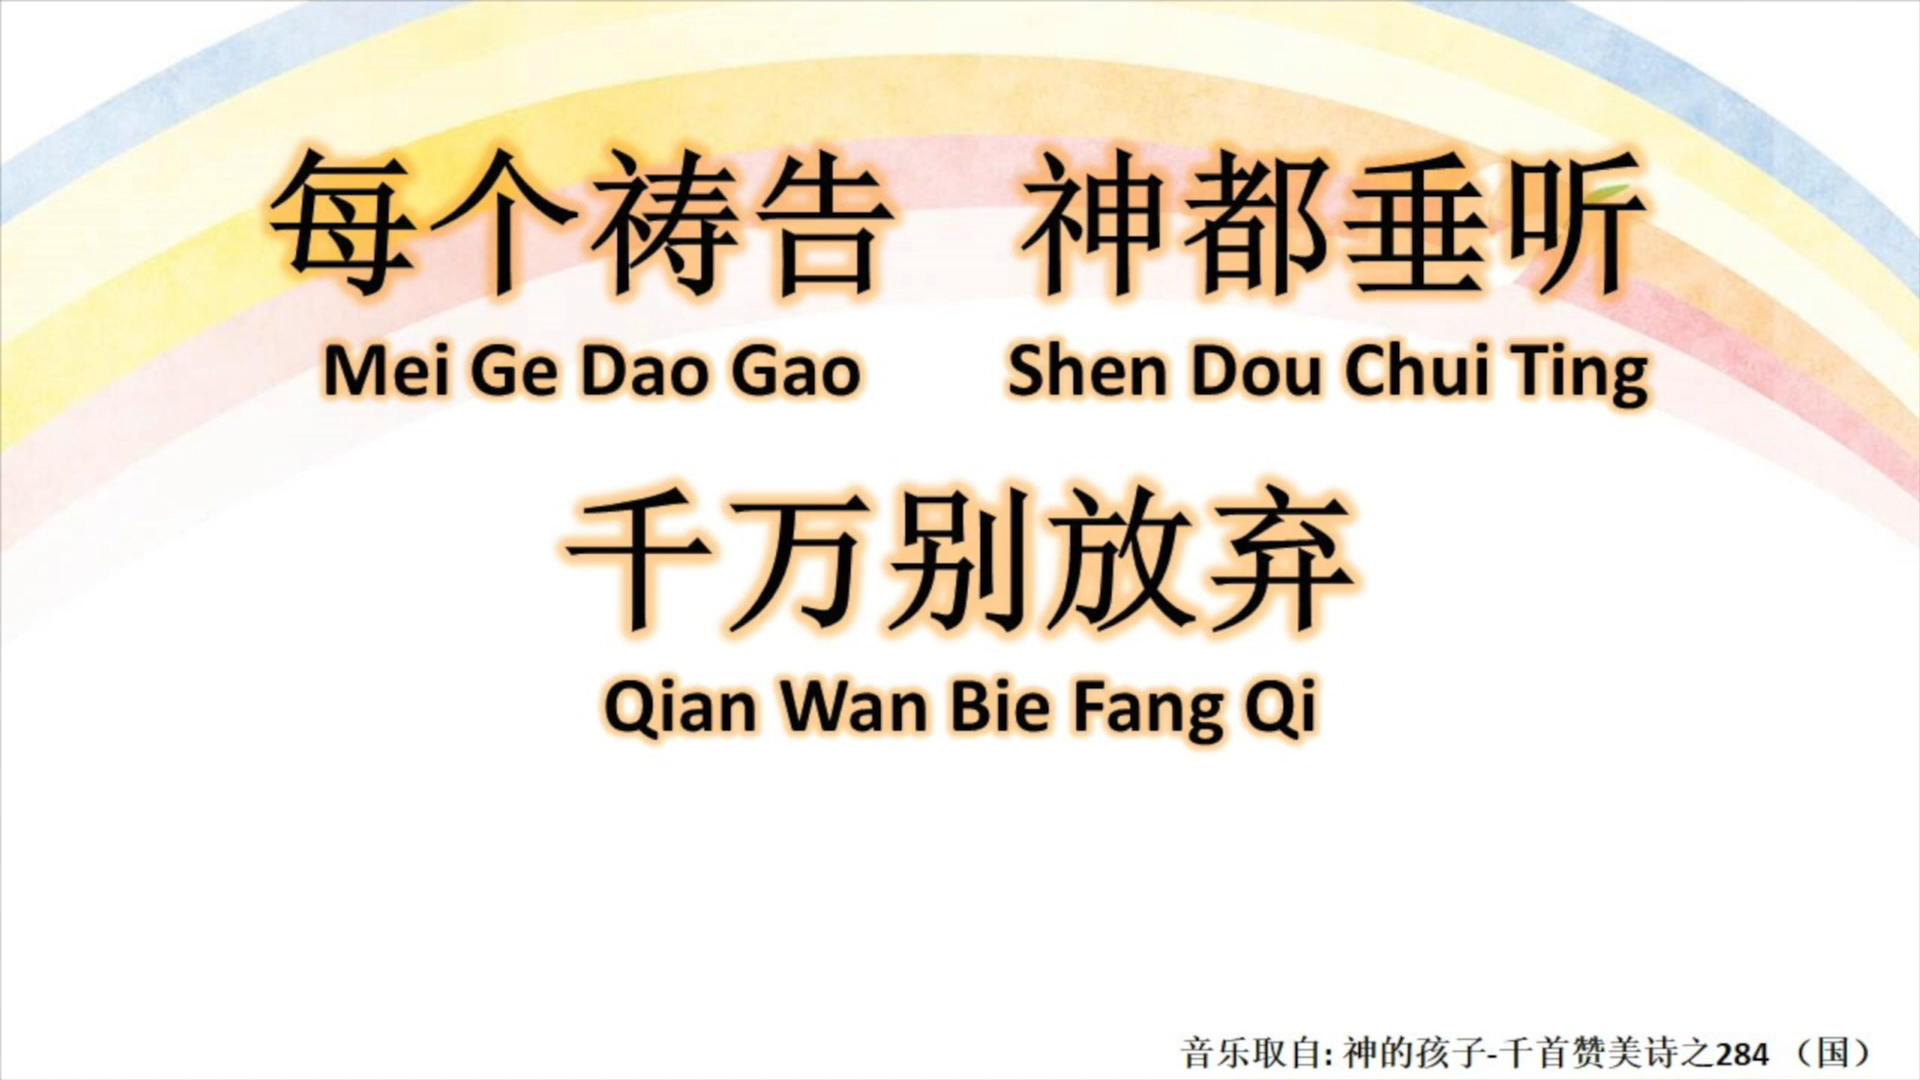 每个祷告 神都垂听
Mei Ge Dao Gao Shen Dou Chui Ting
千万别放弃
Qian Wan Bie Fang Qi
音乐取自: 神的孩子-千首赞美诗之284 （国）